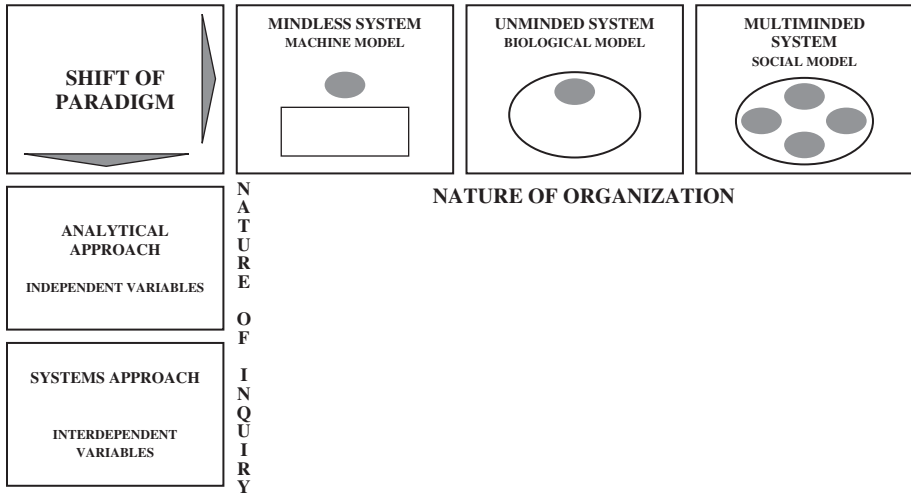 SHIFT OF
PARADIGM
MINDLESS SYSTEM
MACHINE MODEL
UNMINDED SYSTEM
BIOLOGICAL MODEL
MULTIMINDED
SYSTEM
SOCIAL MODEL
NATURE OF ORGANIZATION
NATURE OF INQUIRY
ANALYTICAL
APPROACH
INDEPENDENT VARIABLES
SYSTEMS APPROACH
INTERDEPENDENT
VARIABLES